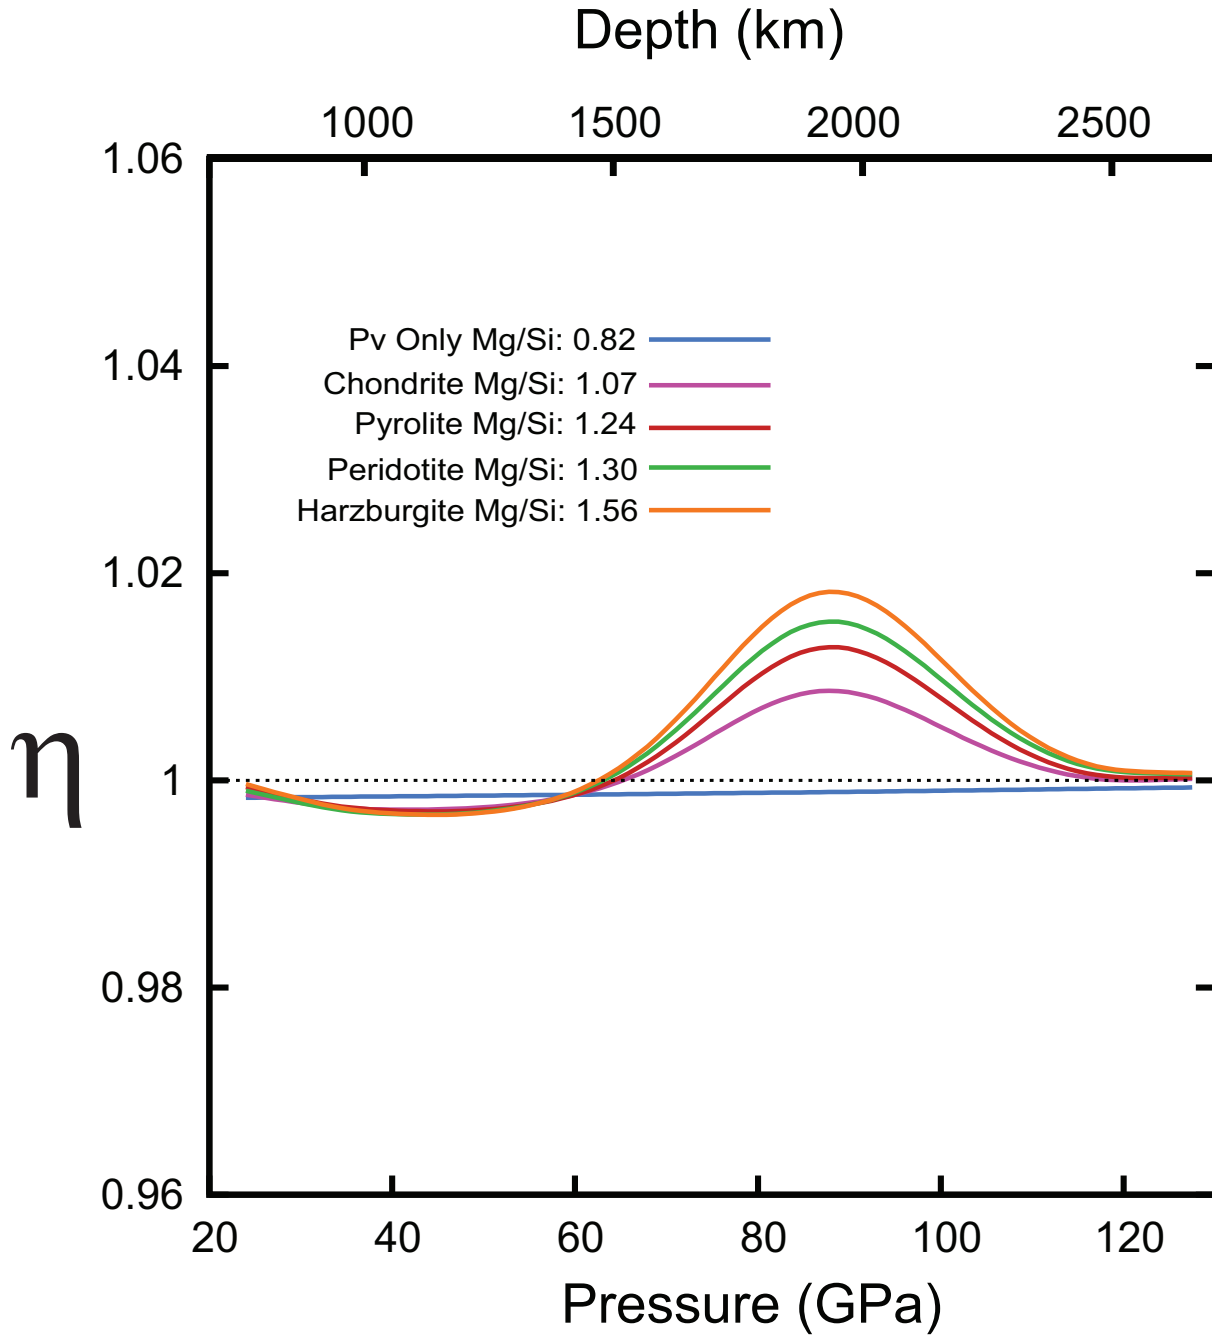 Depth (km)
1000 1500 2000 2500
1.06
Pv Only Mg/Si: 0.82
1.04
Chondrite Mg/Si: 1.07
Pyrolite Mg/Si: 1.24
Peridotite Mg/Si: 1.30
Harzburgite Mg/Si: 1.56
1.02
η
1
0.98
0.96
20 40 60 80 100 120
Pressure (GPa)